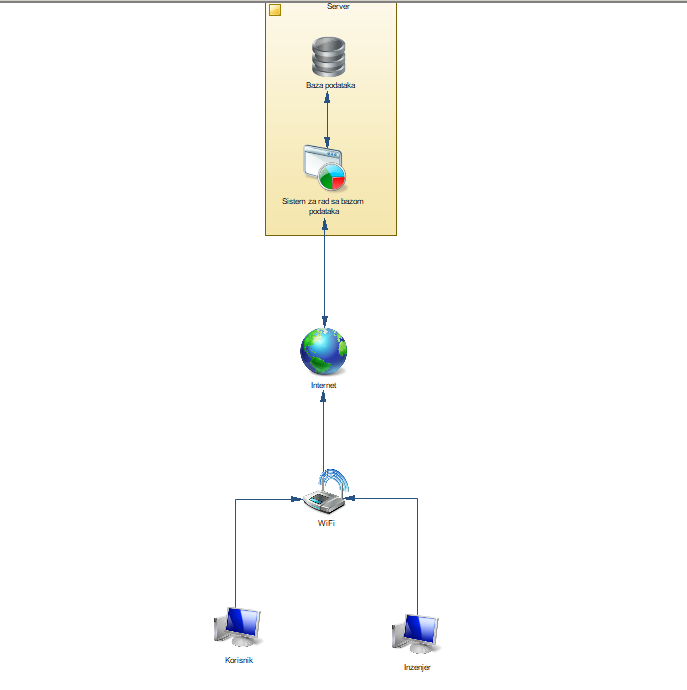 Server
Baza podataka
Sistem za rad sa bazom
podataka
Internet
WiFi
Korisnik
Inzenjer